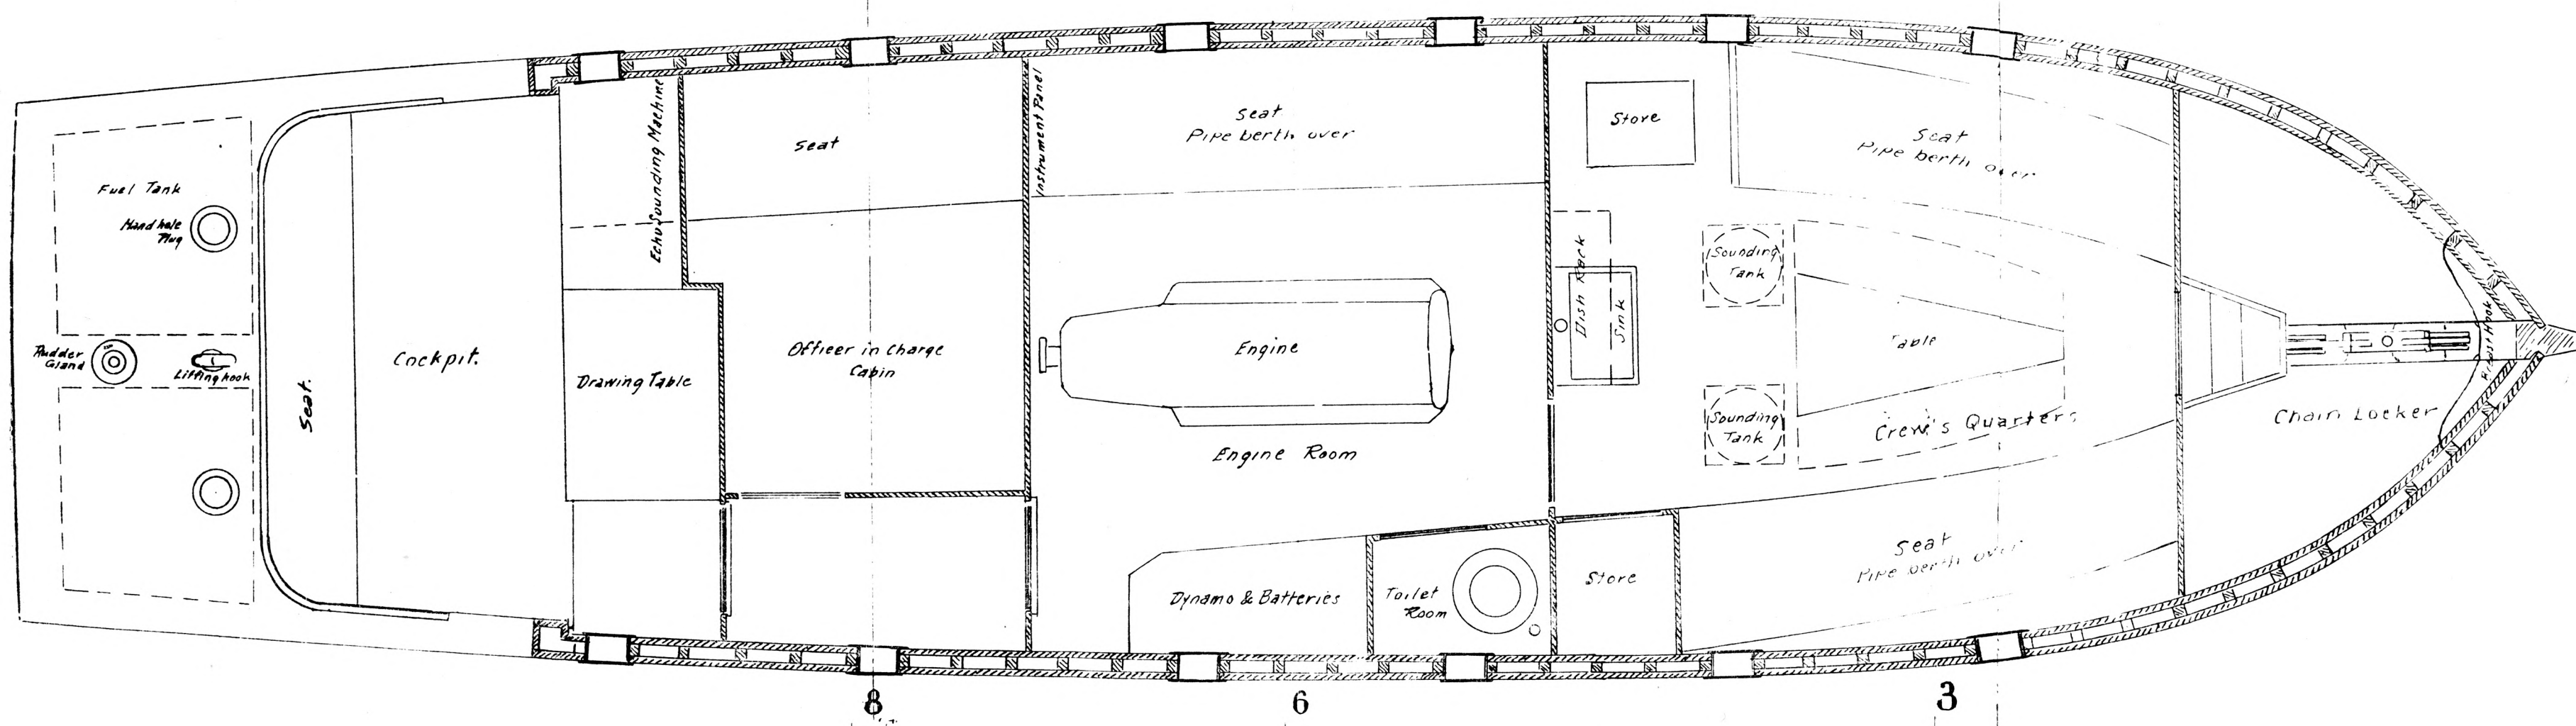 Fuel Tank
Hand hole
Plug
Rudder
Gland
Lifting hook
Seat.
Cockpit.
Echo Sounding Machine
Drawing Table
Seat
Officer in Charge
Cabin
Instrument Panel
Seat
Pipe berth over
Engine
Engine Room
Dynamo & Batteries
Toilet
Room
Stove
Dish Rack
Sink
Store
Sounding
Tank
Sounding
Tank
Seat
Pipe berth over
Table
Crew's Quarters
Seat
Pipe berth over
Chain Locker
Breast Hook
8
6
3